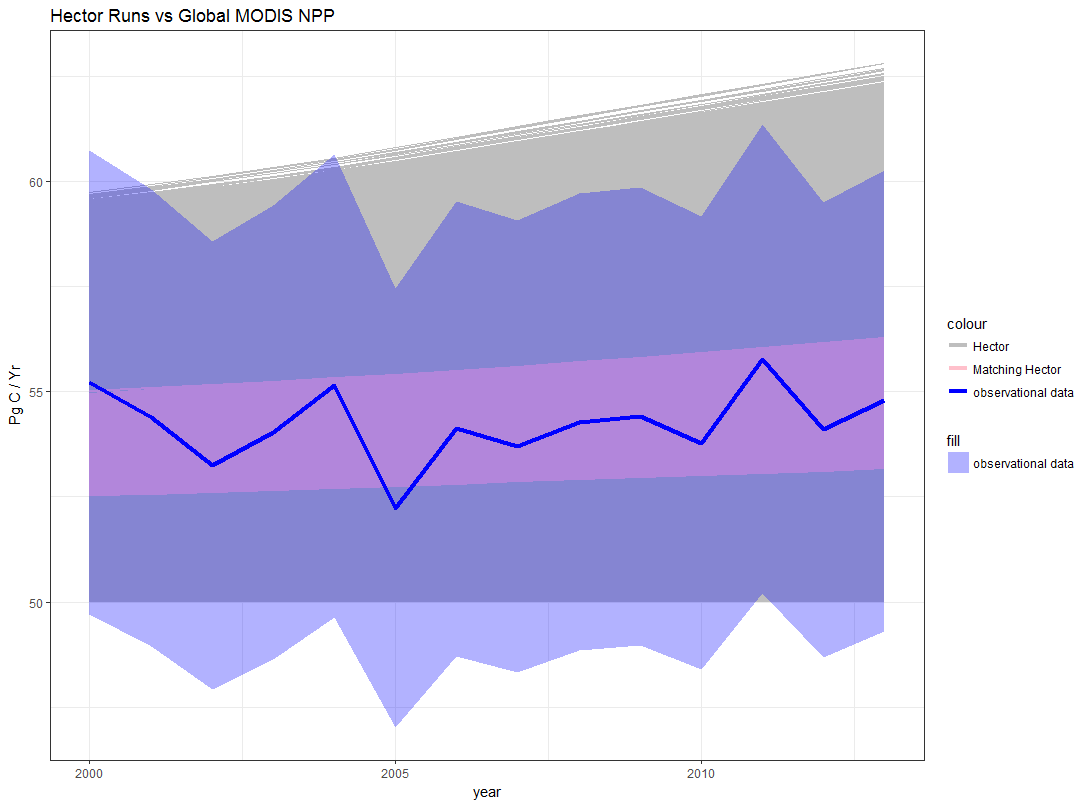 Hector Runs vs Global MODIS NPP
Pg C / Yr
60
55
50
2000
2005
2010
year
colour
Hector
Matching Hector
observational data
fill
observational data